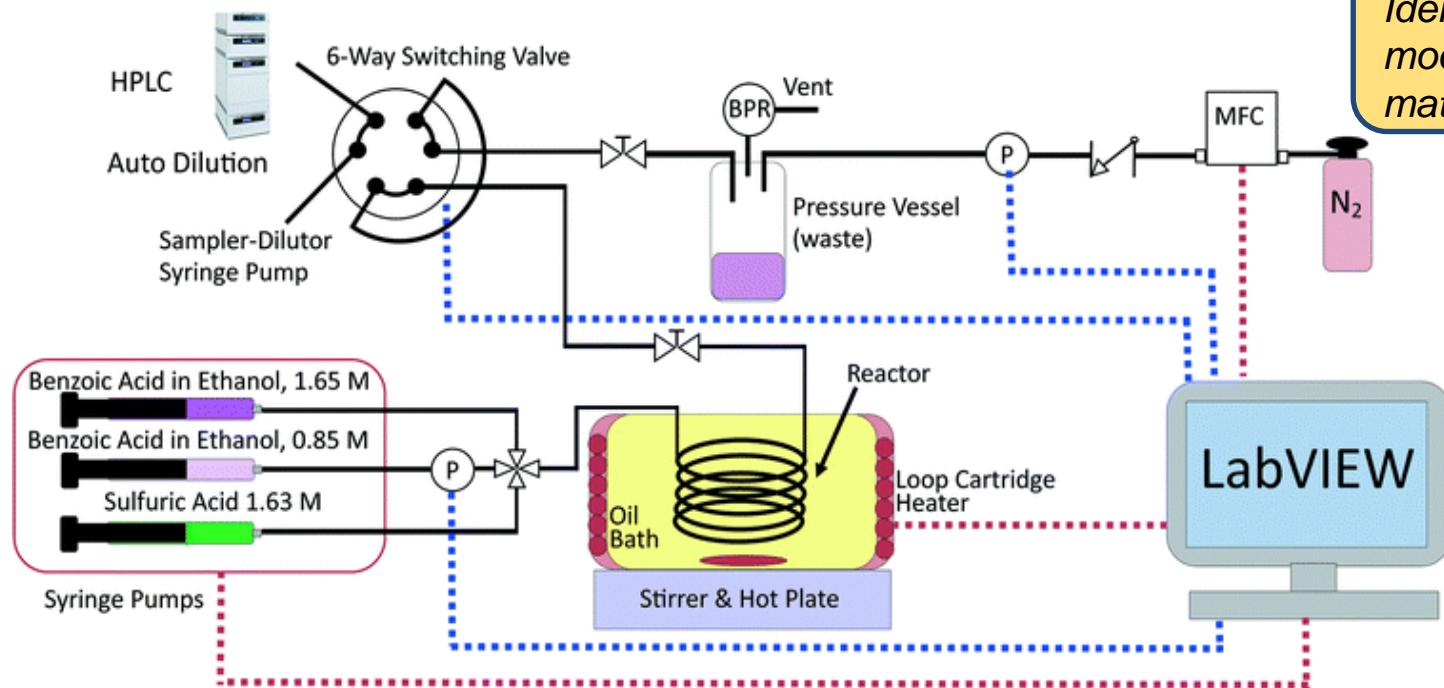 HPLC
Auto Dilution
6-Way Switching Valve
Sampler-Dilutor
Syringe Pump
BPR
Vent
Pressure Vessel
(waste)
P
MFC
N₂
Benzoic Acid in Ethanol, 1.65 M
Benzoic Acid in Ethanol, 0.85 M
Sulfuric Acid 1.63 M
Syringe Pumps
P
Oil
Bath
Reactor
Loop Cartridge
Heater
Stirrer & Hot Plate
LabVIEW